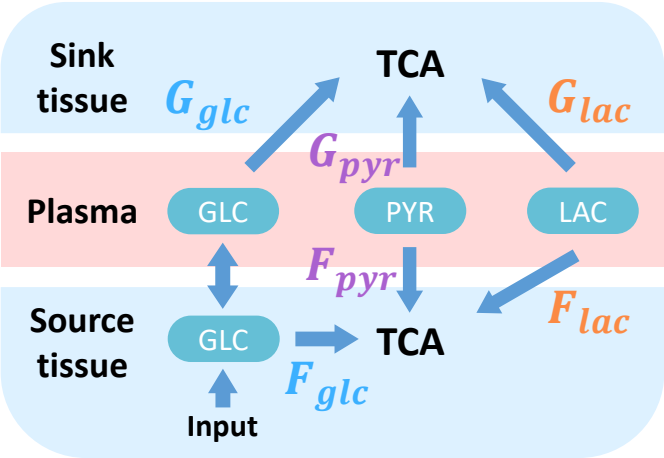 Sink
tissue
TCA
G_glc
G_lac
G_pyr
Plasma
GLC
PYR
LAC
F_pyr
Source
tissue
GLC
TCA
F_lac
F_glc
Input